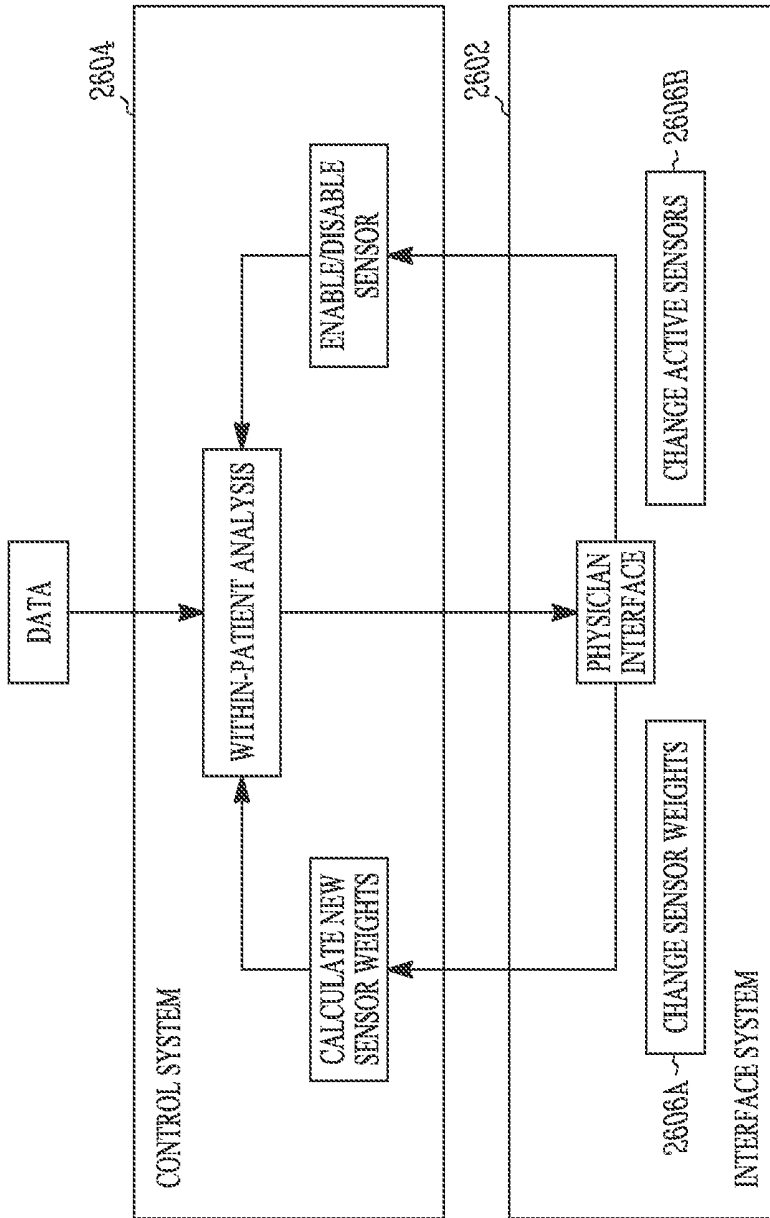 DATA
2604
CONTROL SYSTEM
WITHIN-PATIENT ANALYSIS
CALCULATE NEW
SENSOR WEIGHTS
ENABLE/DISABLE
SENSOR
2602
PHYSICIAN
INTERFACE
2606A
CHANGE SENSOR WEIGHTS
CHANGE ACTIVE SENSORS
2606B
INTERFACE SYSTEM